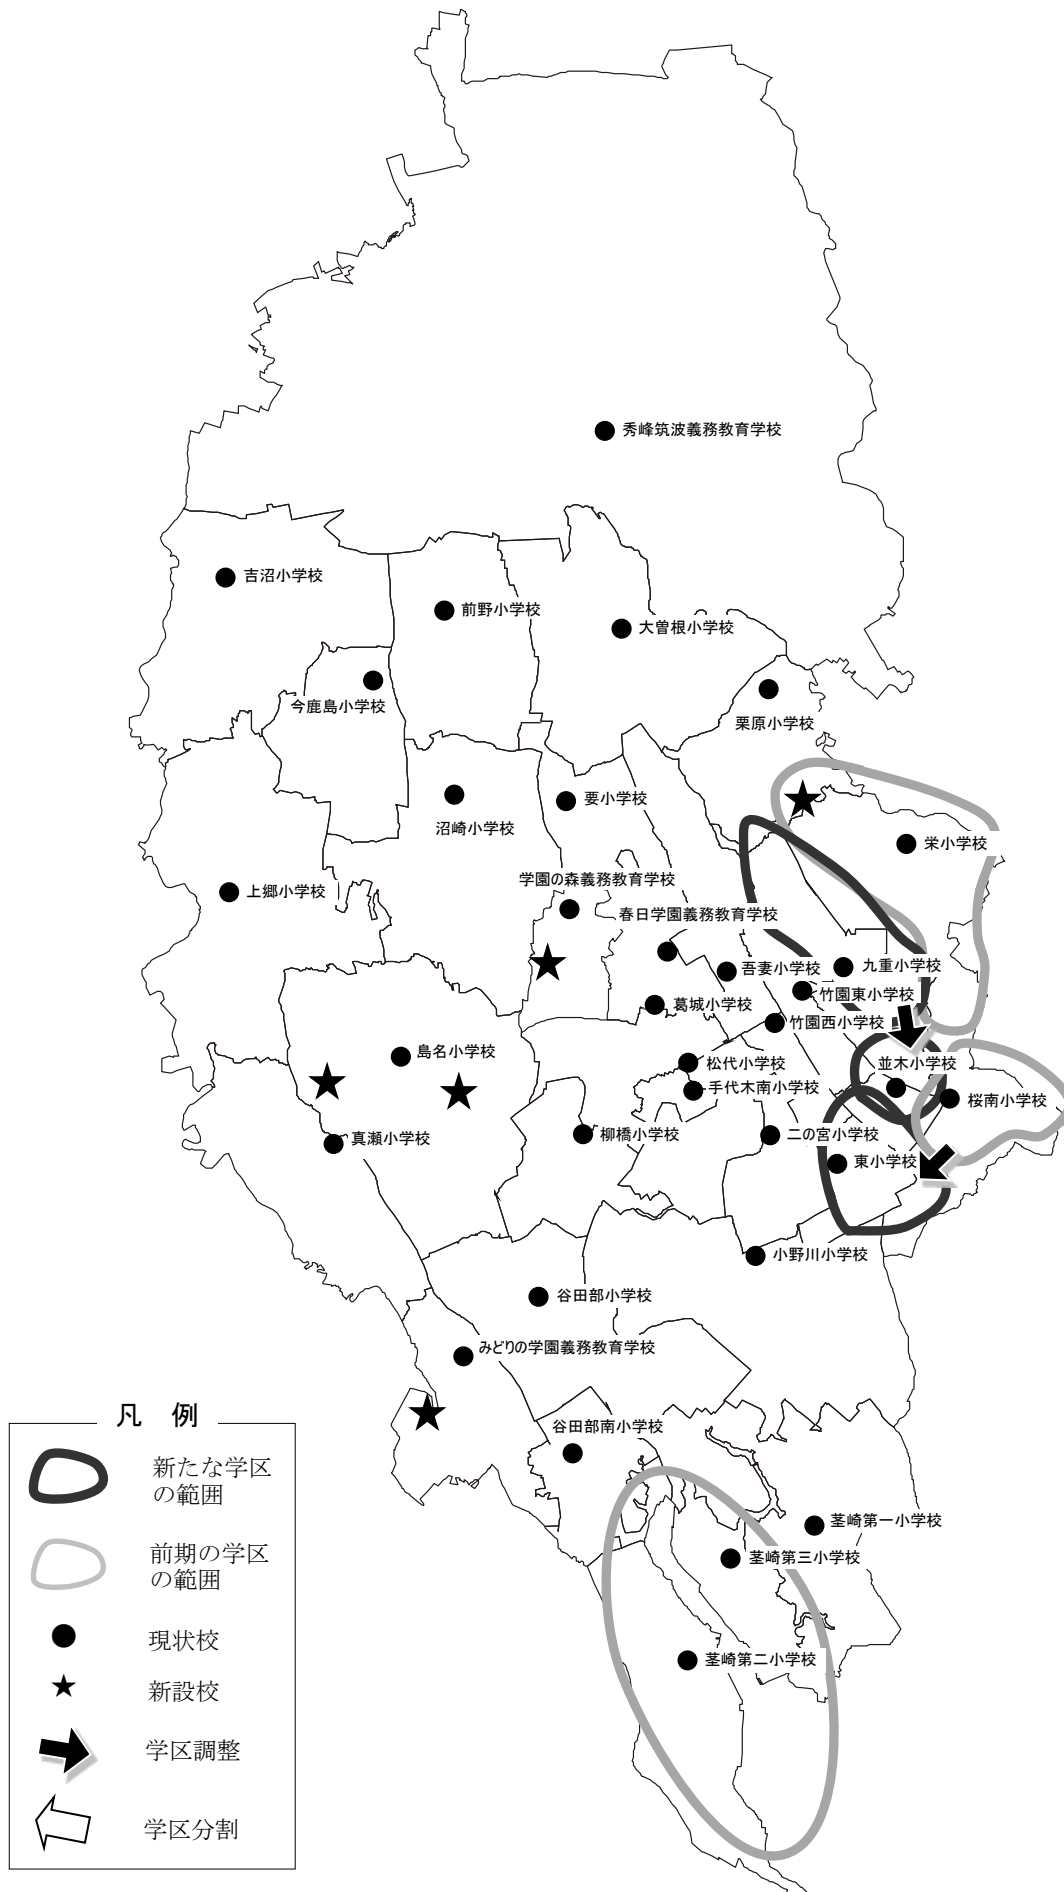 秀峰筑波義務教育学校
吉沼小学校
前野小学校
大曽根小学校
今鹿島小学校
栗原小学校
要小学校
沼崎小学校
栄小学校
学園の森義務教育学校
上郷小学校
春日学園義務教育学校
吾妻小学校
九重小学校
竹園東小学校
葛城小学校
竹園西小学校
島名小学校
松代小学校
並木小学校
手代木南小学校
桜南小学校
真瀬小学校
柳橋小学校
二の宮小学校
東小学校
小野川小学校
谷田部小学校
みどりの学園義務教育学校
谷田部南小学校
茎崎第一小学校
茎崎第三小学校
茎崎第二小学校
凡 例
新たな学区
の範囲
前期の学区
の範囲
現状校
新設校
学区調整
学区分割